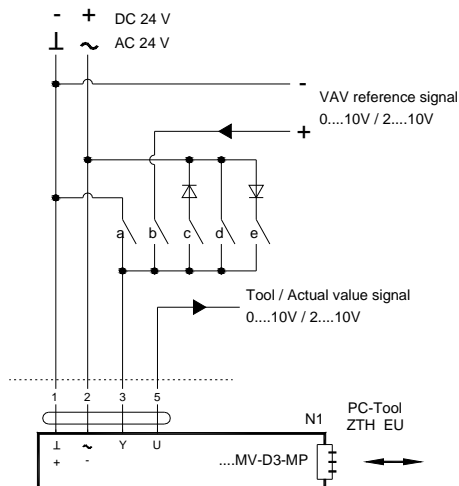 - + DC 24 V
⊥ ~ AC 24 V
-
VAV reference signal
0....10V / 2....10V
+
a b c d e
Tool / Actual value signal
0....10V / 2....10V
1 2 3 5
N1
PC-Tool
ZTH EU
⊥ ~ Y U
+ -
....MV-D3-MP